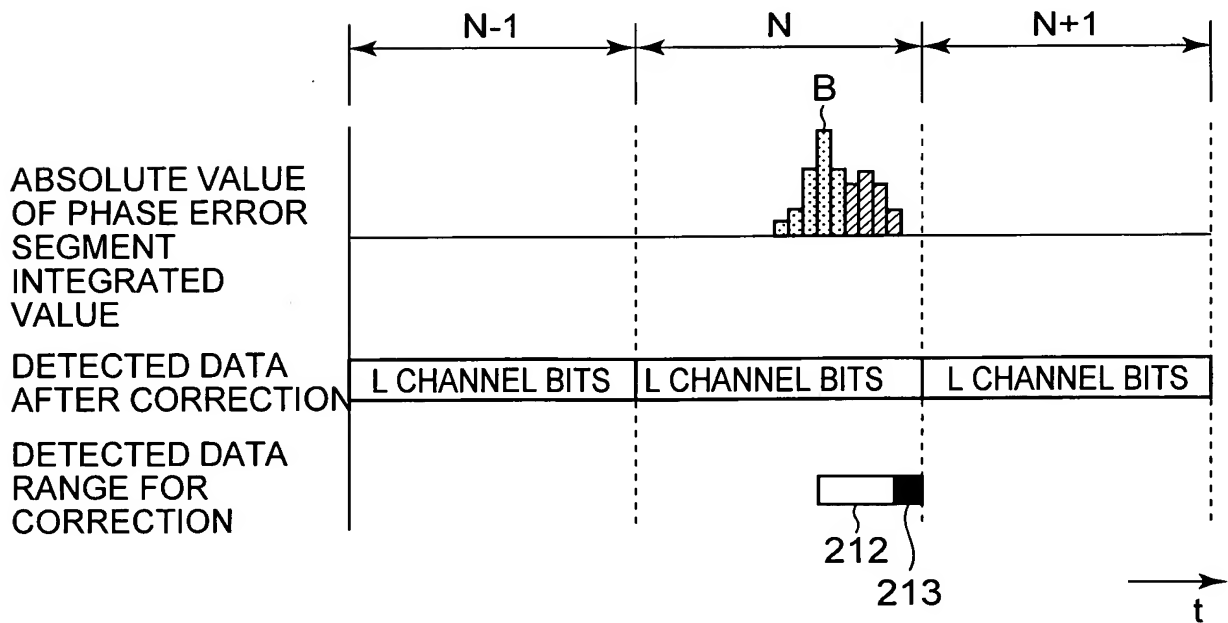 N-1 N N+1
B
ABSOLUTE VALUE
OF PHASE ERROR
SEGMENT
INTEGRATED
VALUE
DETECTED DATA
AFTER CORRECTION
L CHANNEL BITS L CHANNEL BITS L CHANNEL BITS
DETECTED DATA
RANGE FOR
CORRECTION
212
213
t